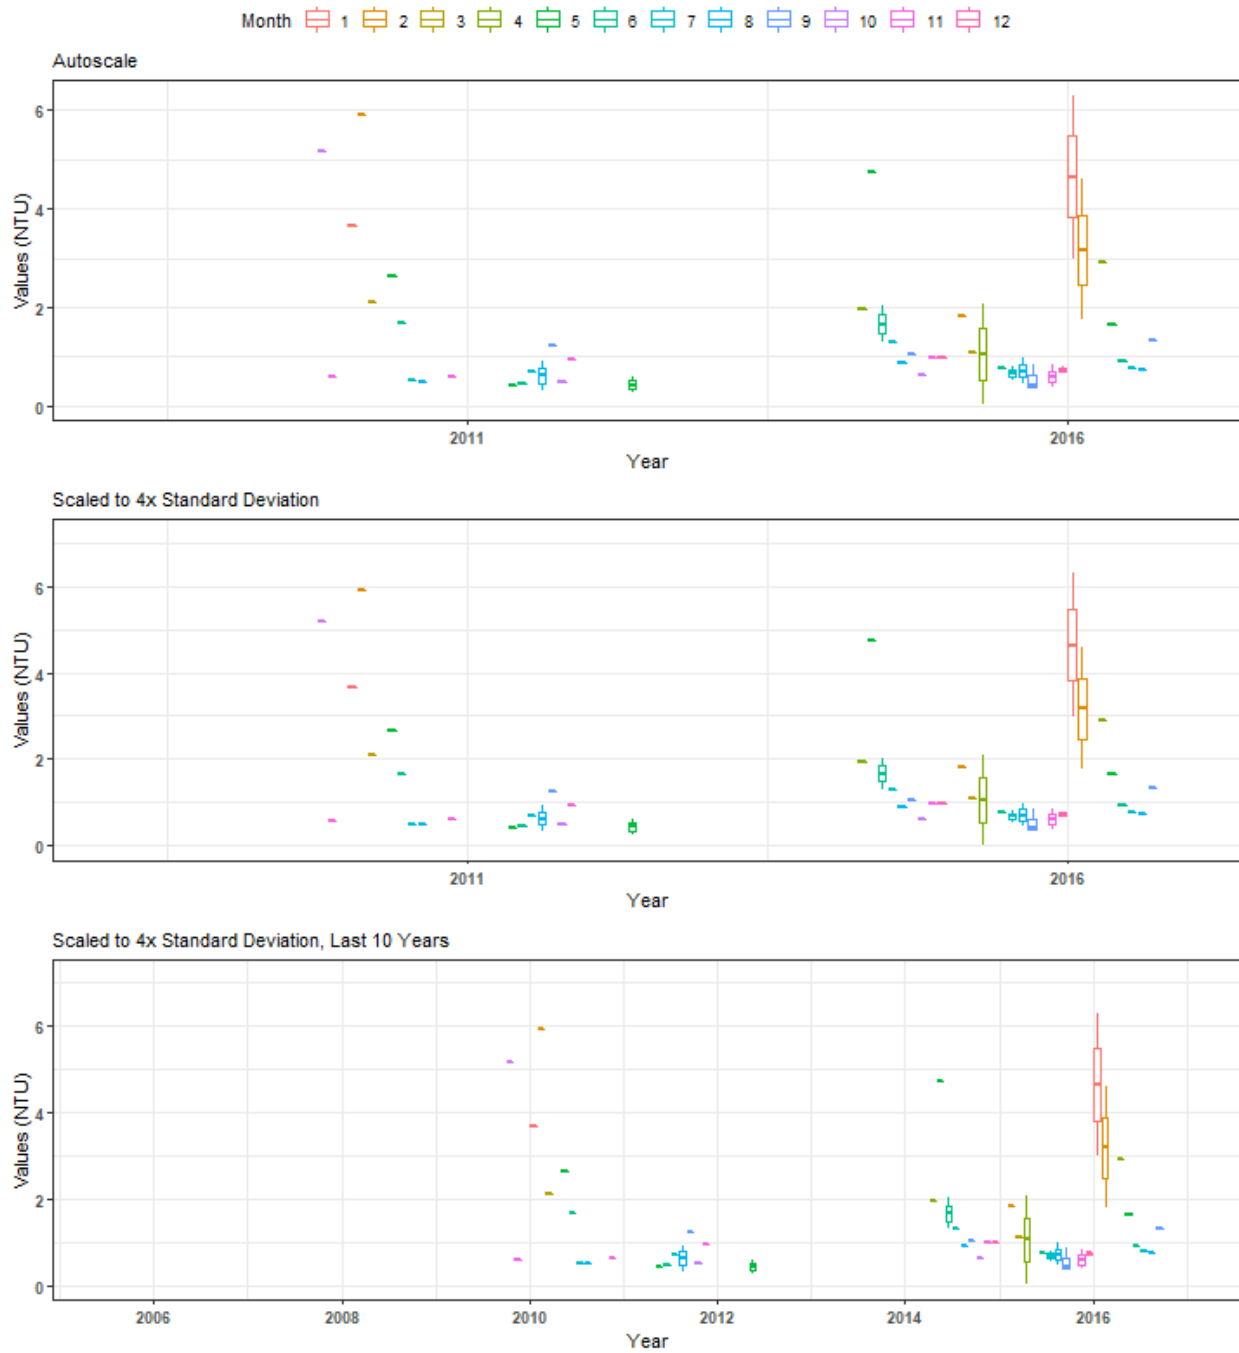 Month 1 2 3 4 5 6 7 8 9 10 11 12
Autoscale
6
4
2
0
Values (NTU)
2011 2016
Year
Scaled to 4x Standard Deviation
6
4
2
0
Values (NTU)
2011 2016
Year
Scaled to 4x Standard Deviation, Last 10 Years
6
4
2
0
Values (NTU)
2006 2008 2010 2012 2014 2016
Year